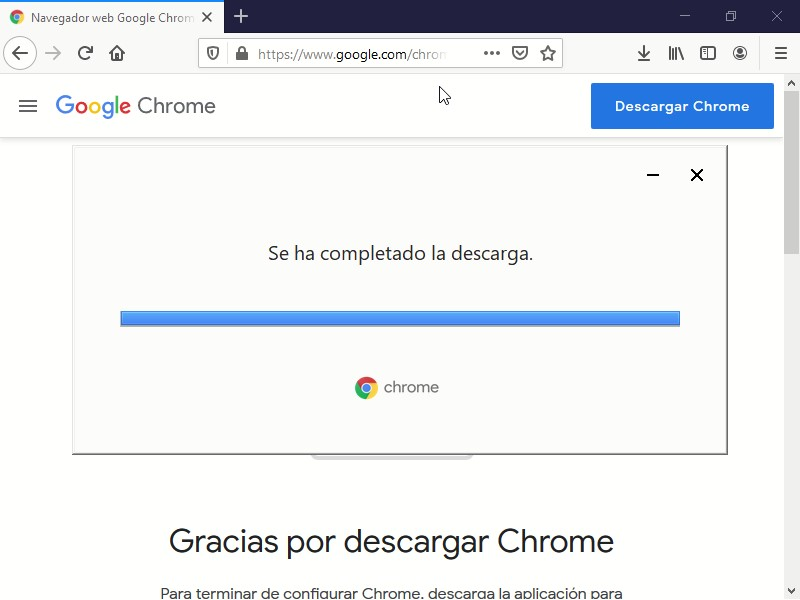 Navegador web Google Chrom
https://www.google.com/chrom
Google Chrome
Descargar Chrome
Se ha completado la descarga.
chrome
Gracias por descargar Chrome
Para terminar de configurar Chrome, descarga la aplicación para